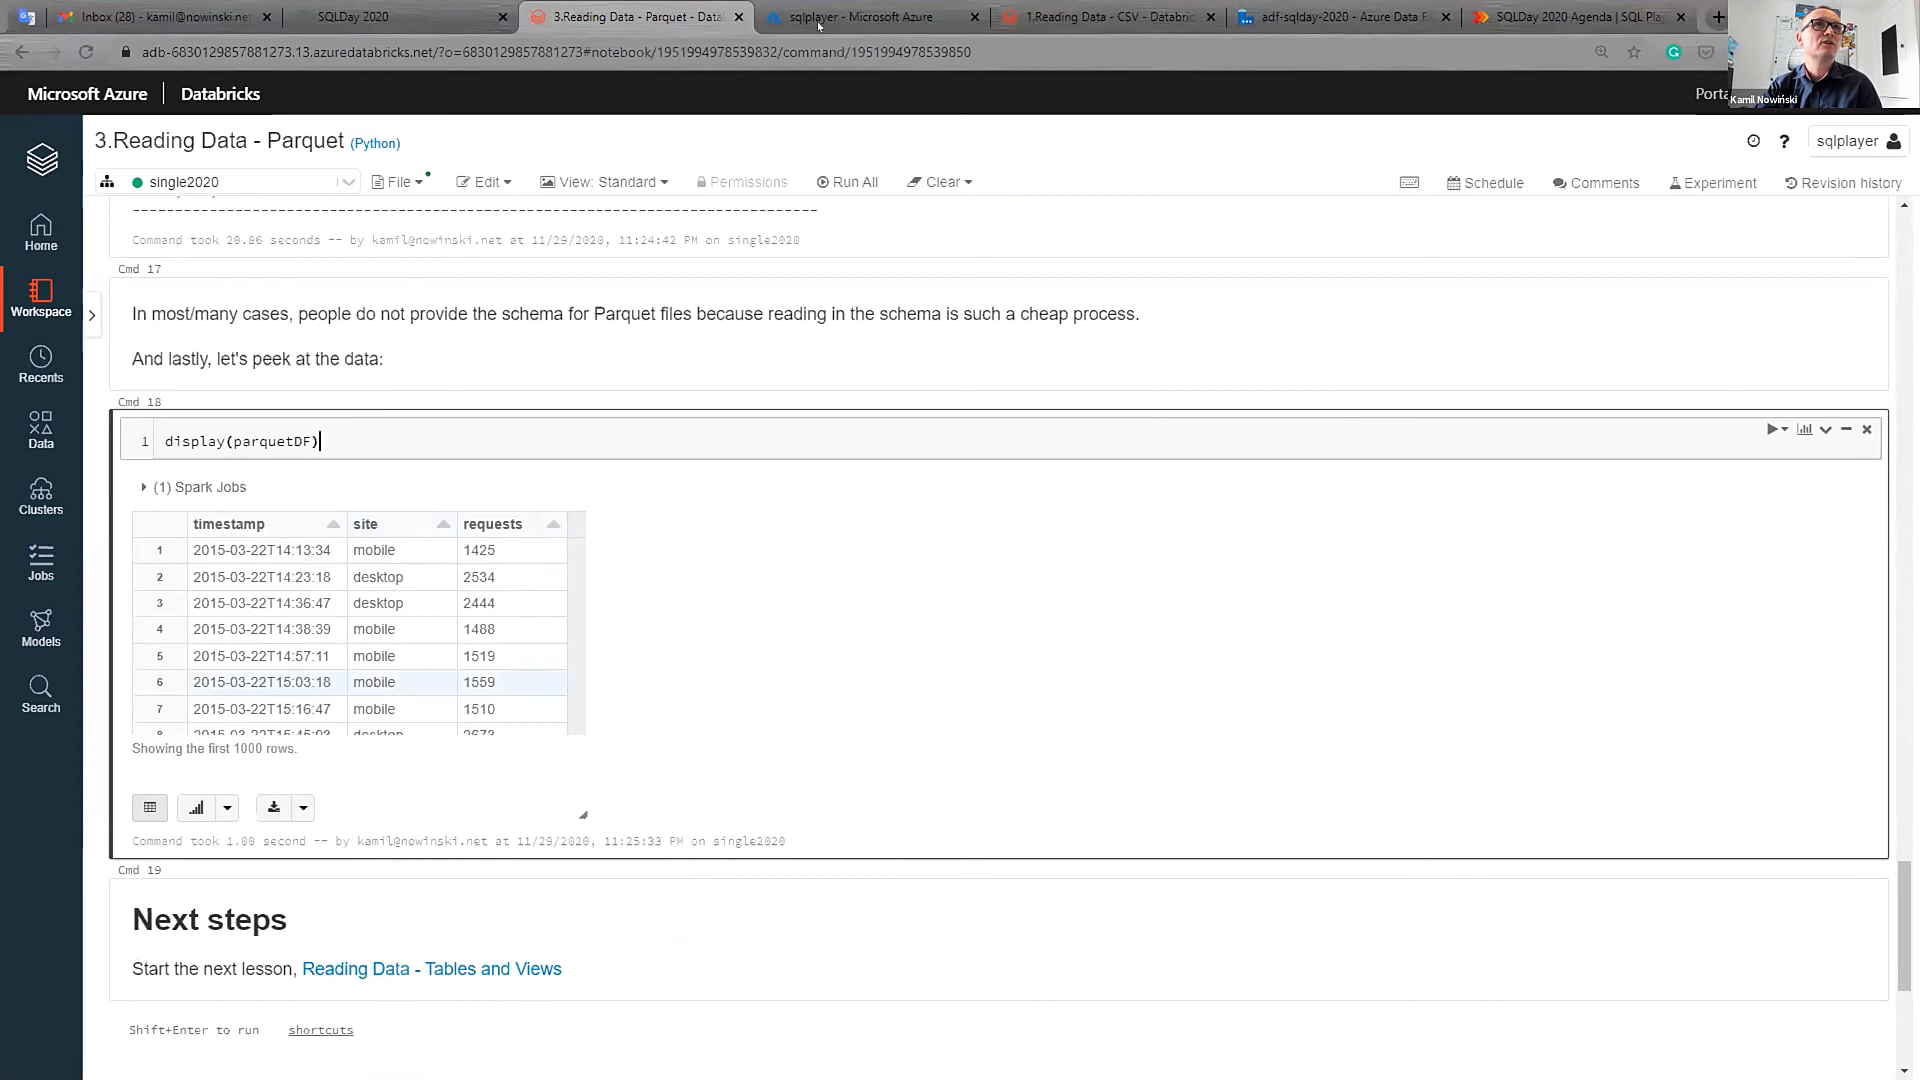 Inbox (28) - kamil@nowinski.net
SQLDay 2020
3.Reading Data - Parquet - Data
sqlplayer - Microsoft Azure
1.Reading Data - CSV - Databric
adf-sqlday-2020 - Azure Data F
SQLDay 2020 Agenda | SQL Pla
adb-6830129857881273.13.azuredatabricks.net/?o=6830129857881273#notebook/1951994978539832/command/1951994978539850
Microsoft Azure
Databricks
Porta
Kamil Nowiński
3.Reading Data - Parquet (Python)
sqlplayer
single2020
File
Edit
View: Standard
Permissions
Run All
Clear
Schedule
Comments
Experiment
Revision history
Home
Workspace
Recents
Data
Clusters
Jobs
Models
Search
--------------------------------------------------------------------------------
Command took 20.86 seconds -- by kamil@nowinski.net at 11/29/2020, 11:24:42 PM on single2020
Cmd 17
In most/many cases, people do not provide the schema for Parquet files because reading in the schema is such a cheap process.
And lastly, let's peek at the data:
Cmd 18
1 display(parquetDF)
(1) Spark Jobs
timestamp site requests
1 2015-03-22T14:13:34 mobile 1425
2 2015-03-22T14:23:18 desktop 2534
3 2015-03-22T14:36:47 desktop 2444
4 2015-03-22T14:38:39 mobile 1488
5 2015-03-22T14:57:11 mobile 1519
6 2015-03-22T15:03:18 mobile 1559
7 2015-03-22T15:16:47 mobile 1510
8 2015-03-22T15:45:03 desktop 2673
Showing the first 1000 rows.
Command took 1.00 second -- by kamil@nowinski.net at 11/29/2020, 11:25:33 PM on single2020
Cmd 19
Next steps
Start the next lesson, Reading Data - Tables and Views
Shift+Enter to run shortcuts